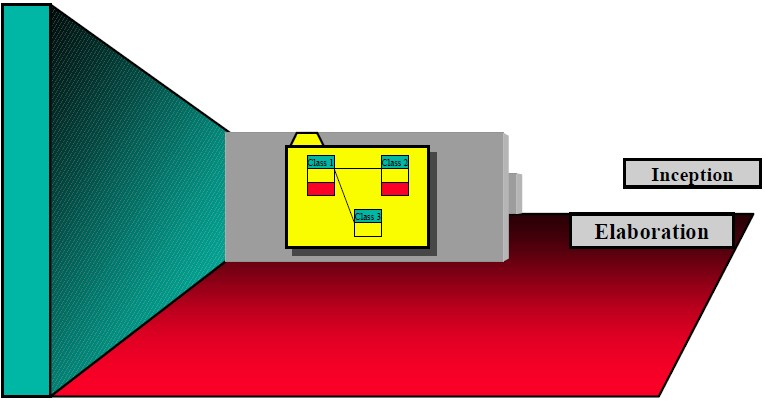 Class 1
Class 2
Class 3
Inception
Elaboration